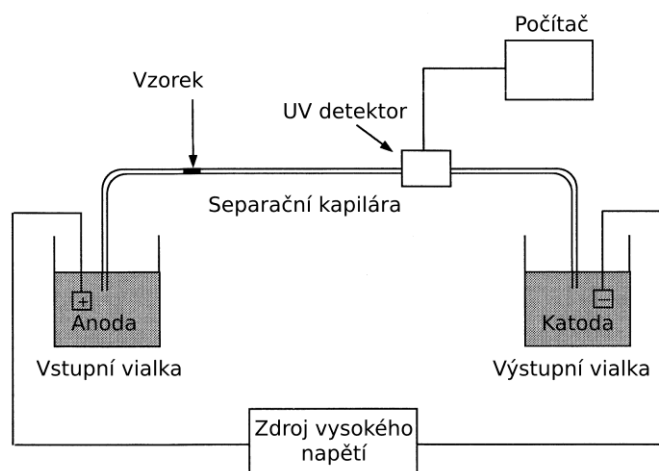 Počítač
Vzorek
UV detektor
Separační kapilára
+
Anoda
−
Katoda
Vstupní vialka
Výstupní vialka
Zdroj vysokého
napětí